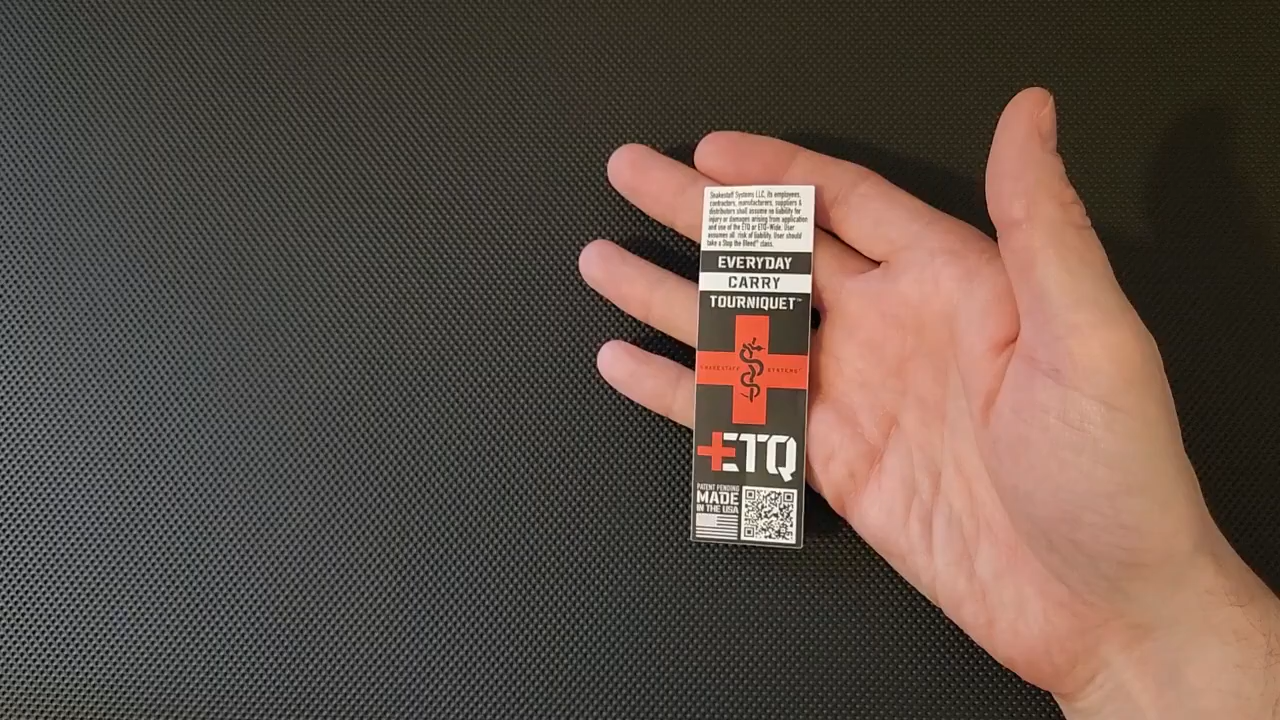 Snakestaff Systems LLC, its employees,
contractors, manufacturers, suppliers &
distributors shall assume no liability for
injury or damages arising from application
and use of the ETQ or ETQ-Wide. User
assumes all risk of liability. User should
take a Stop the Bleed® class.
EVERYDAY
CARRY
TOURNIQUET™
SNAKESTAFF SYSTEMS™
ETQ
PATENT PENDING
MADE
IN THE USA